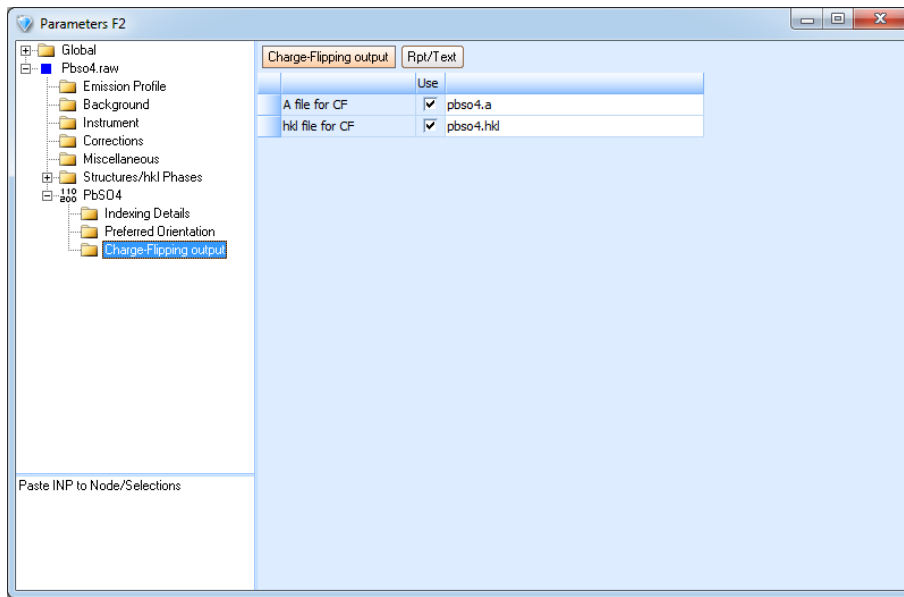 Parameters F2
Global
Pbso4.raw
Emission Profile
Background
Instrument
Corrections
Miscellaneous
Structures/hkl Phases
110
200 PbSO4
Indexing Details
Preferred Orientation
Charge-Flipping output
Paste INP to Node/Selections
Charge-Flipping output Rpt/Text
Use
A file for CF pbso4.a
hkl file for CF pbso4.hkl